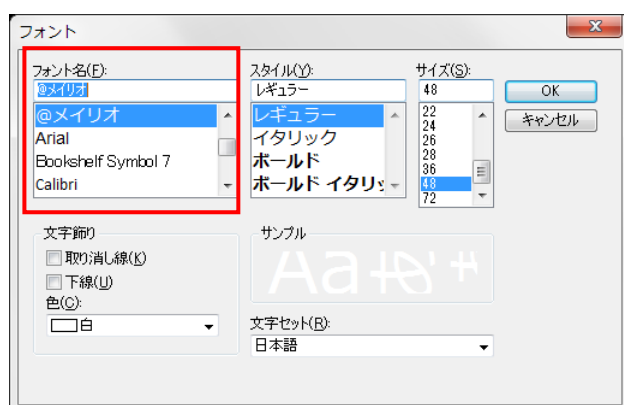 フォント
フォント名(F):
@メイリオ
@メイリオ
Arial
Bookshelf Symbol 7
Calibri
スタイル(Y):
レギュラー
レギュラー
イタリック
ボールド
ボールド イタリッ
サイズ(S):
48
22
24
26
28
36
48
72
OK
キャンセル
文字飾り
取り消し線(K)
下線(U)
色(C):
白
サンプル
Aaあぁ
文字セット(R):
日本語